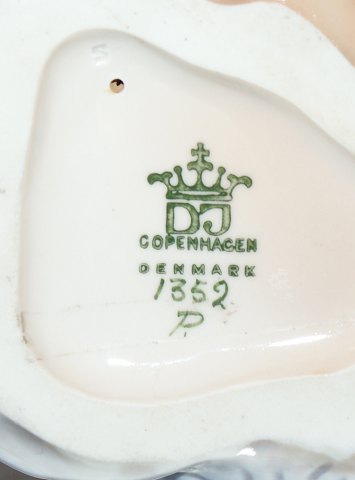 DJ
COPENHAGEN
DENMARK
1352
P